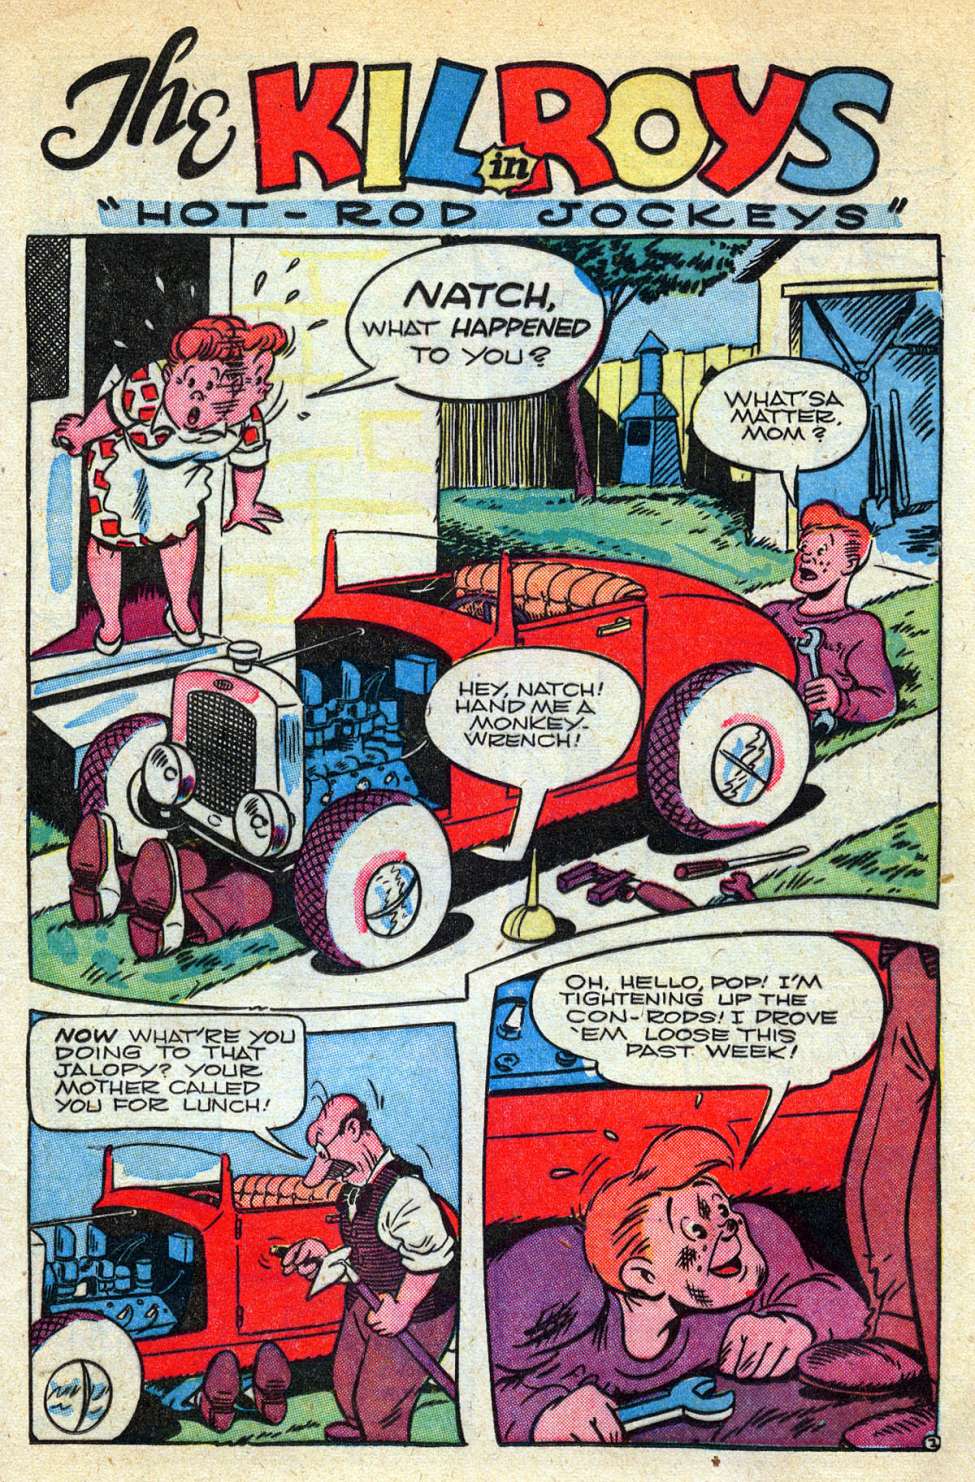 The KILROYS
in
"HOT-ROD JOCKEYS"
NATCH,
WHAT HAPPENED
TO YOU?
WHAT'SA
MATTER,
MOM?
HEY, NATCH!
HAND ME A
MONKEY-
WRENCH!
NOW WHAT'RE YOU
DOING TO THAT
JALOPY? YOUR
MOTHER CALLED
YOU FOR LUNCH!
OH, HELLO, POP! I'M
TIGHTENING UP THE
CON-RODS! I DROVE
'EM LOOSE THIS
PAST WEEK!
1